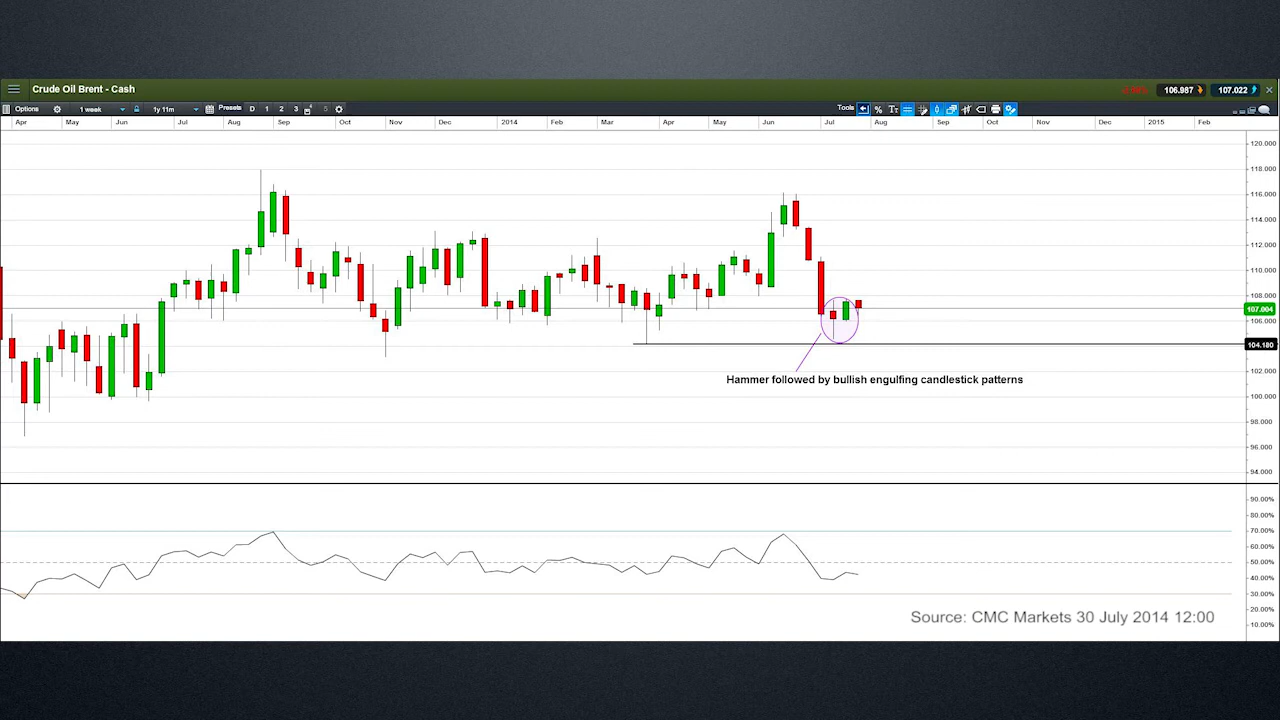 Crude Oil Brent - Cash
106.987
107.022
Options
1 week
1y 11m
Presets
D 1 2 3 5
Tools
Apr May Jun Jul Aug Sep Oct Nov Dec 2014 Feb Mar Apr May Jun Jul Aug Sep Oct Nov Dec 2015 Feb
120.000
118.000
116.000
114.000
112.000
110.000
108.000
107.004
106.000
104.180
102.000
100.000
98.000
96.000
94.000
Hammer followed by bullish engulfing candlestick patterns
90.00%
80.00%
70.00%
60.00%
50.00%
40.00%
30.00%
20.00%
10.00%
Source: CMC Markets 30 July 2014 12:00